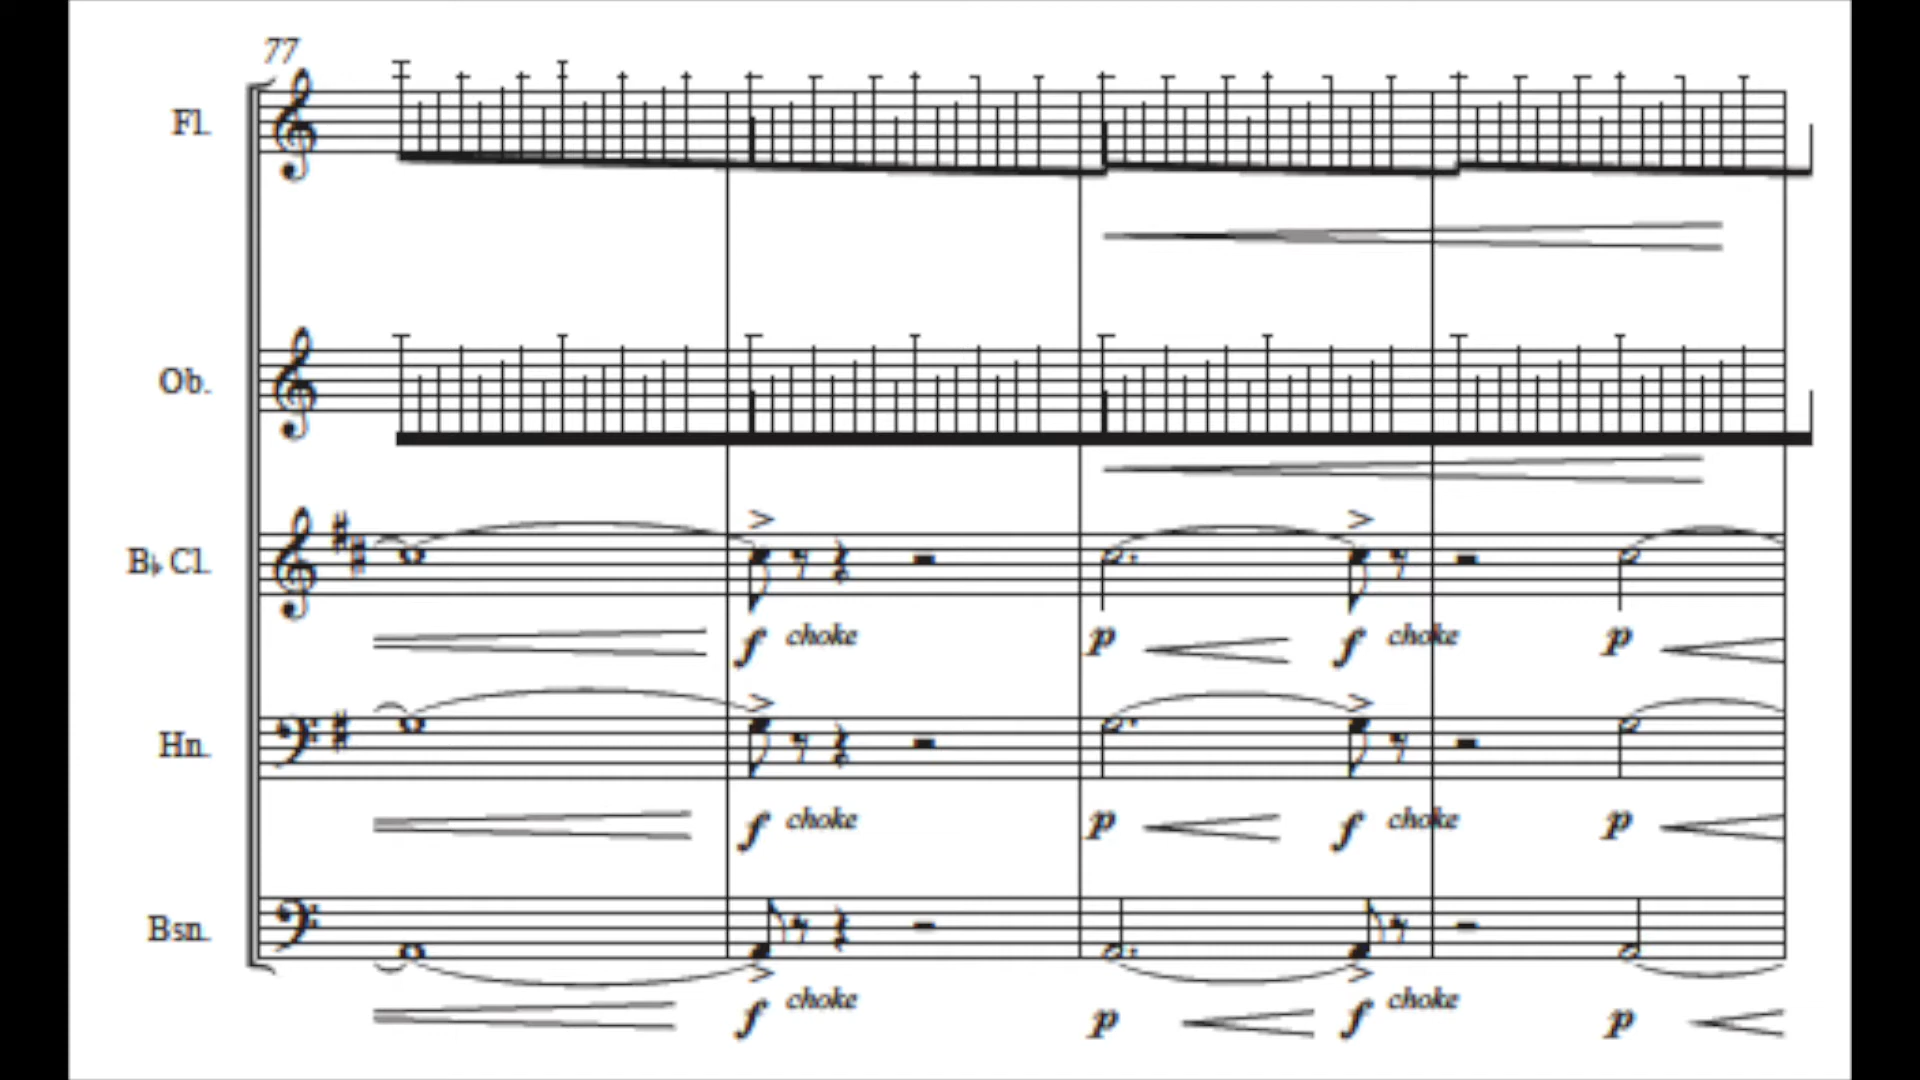 77
Fl.
Ob.
B♭ Cl.
f choke p f choke p
Hn.
f choke p f choke p
Bsn.
f choke p f choke p